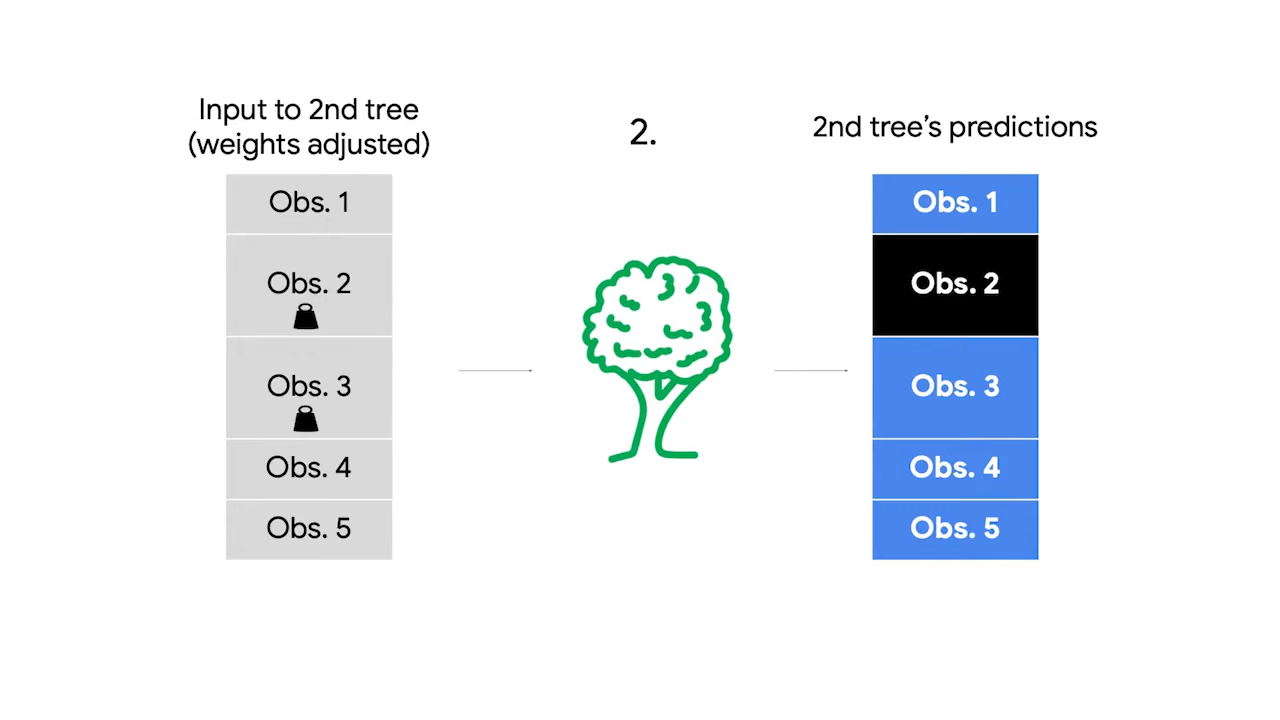 Input to 2nd tree
(weights adjusted)
Obs. 1
Obs. 2
Obs. 3
Obs. 4
Obs. 5
2.
2nd tree's predictions
Obs. 1
Obs. 2
Obs. 3
Obs. 4
Obs. 5